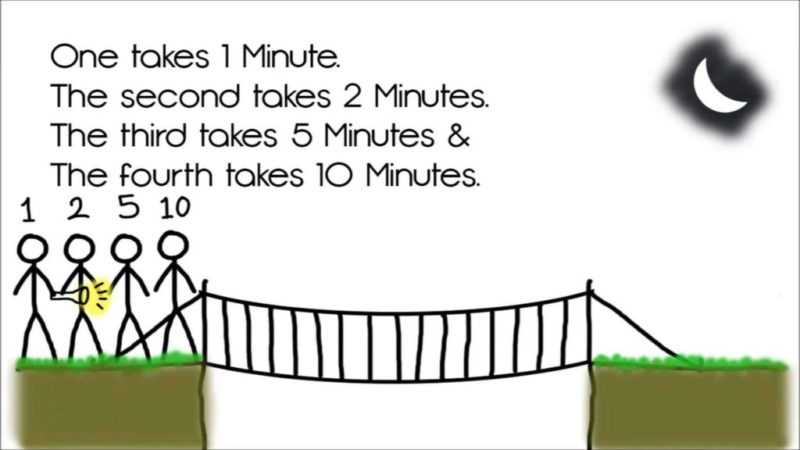 One takes 1 Minute.
The second takes 2 Minutes.
The third takes 5 Minutes &
The fourth takes 10 Minutes.
1 2 5 10